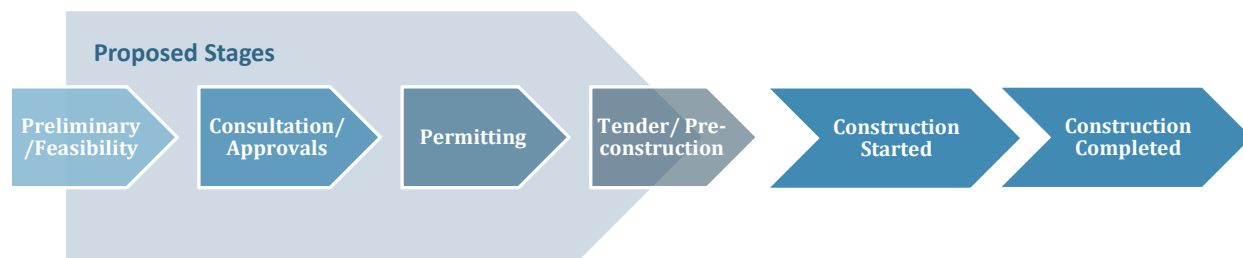 Proposed Stages
Preliminary
/Feasibility
Consultation/
Approvals
Permitting
Tender/ Pre-
construction
Construction
Started
Construction
Completed